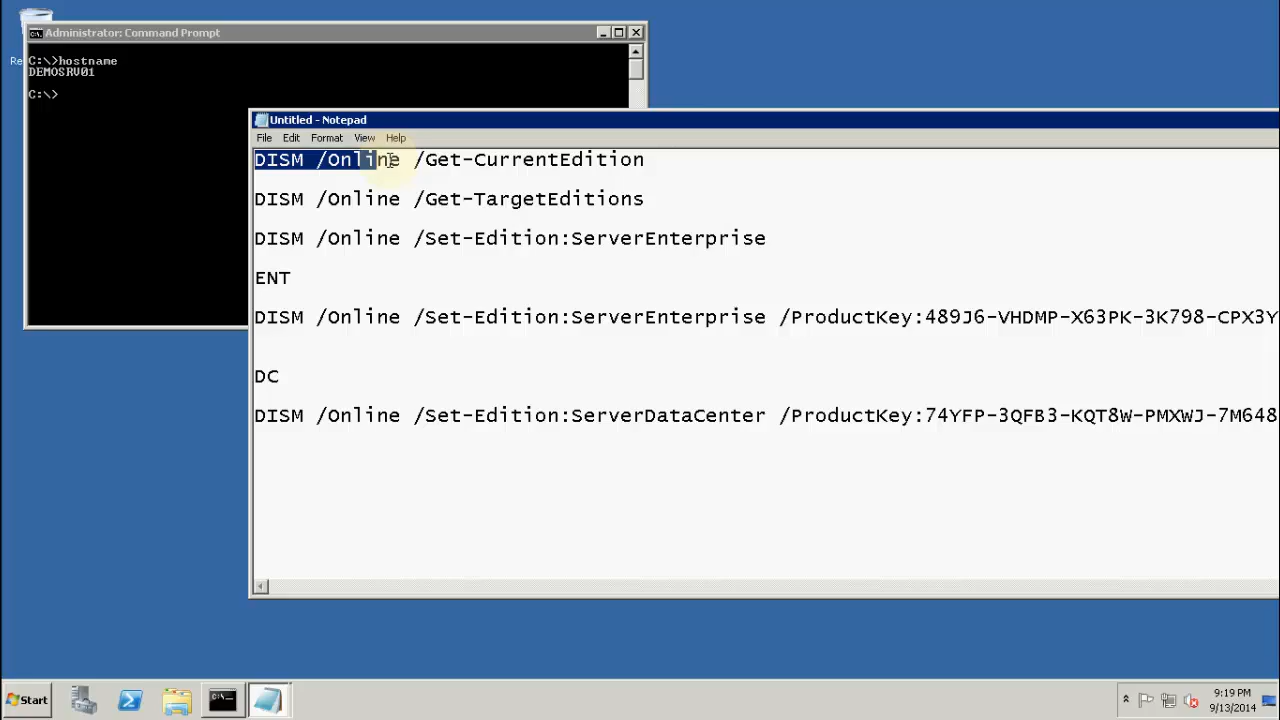 Re
Administrator: Command Prompt
C:\>hostname
DEMOSRV01
C:\>
Untitled - Notepad
File Edit Format View Help
DISM /Online /Get-CurrentEdition
DISM /Online /Get-TargetEditions
DISM /Online /Set-Edition:ServerEnterprise
ENT
DISM /Online /Set-Edition:ServerEnterprise /ProductKey:489J6-VHDMP-X63PK-3K798-CPX3Y
DC
DISM /Online /Set-Edition:ServerDataCenter /ProductKey:74YFP-3QFB3-KQT8W-PMXWJ-7M648
Start
9:19 PM
9/13/2014